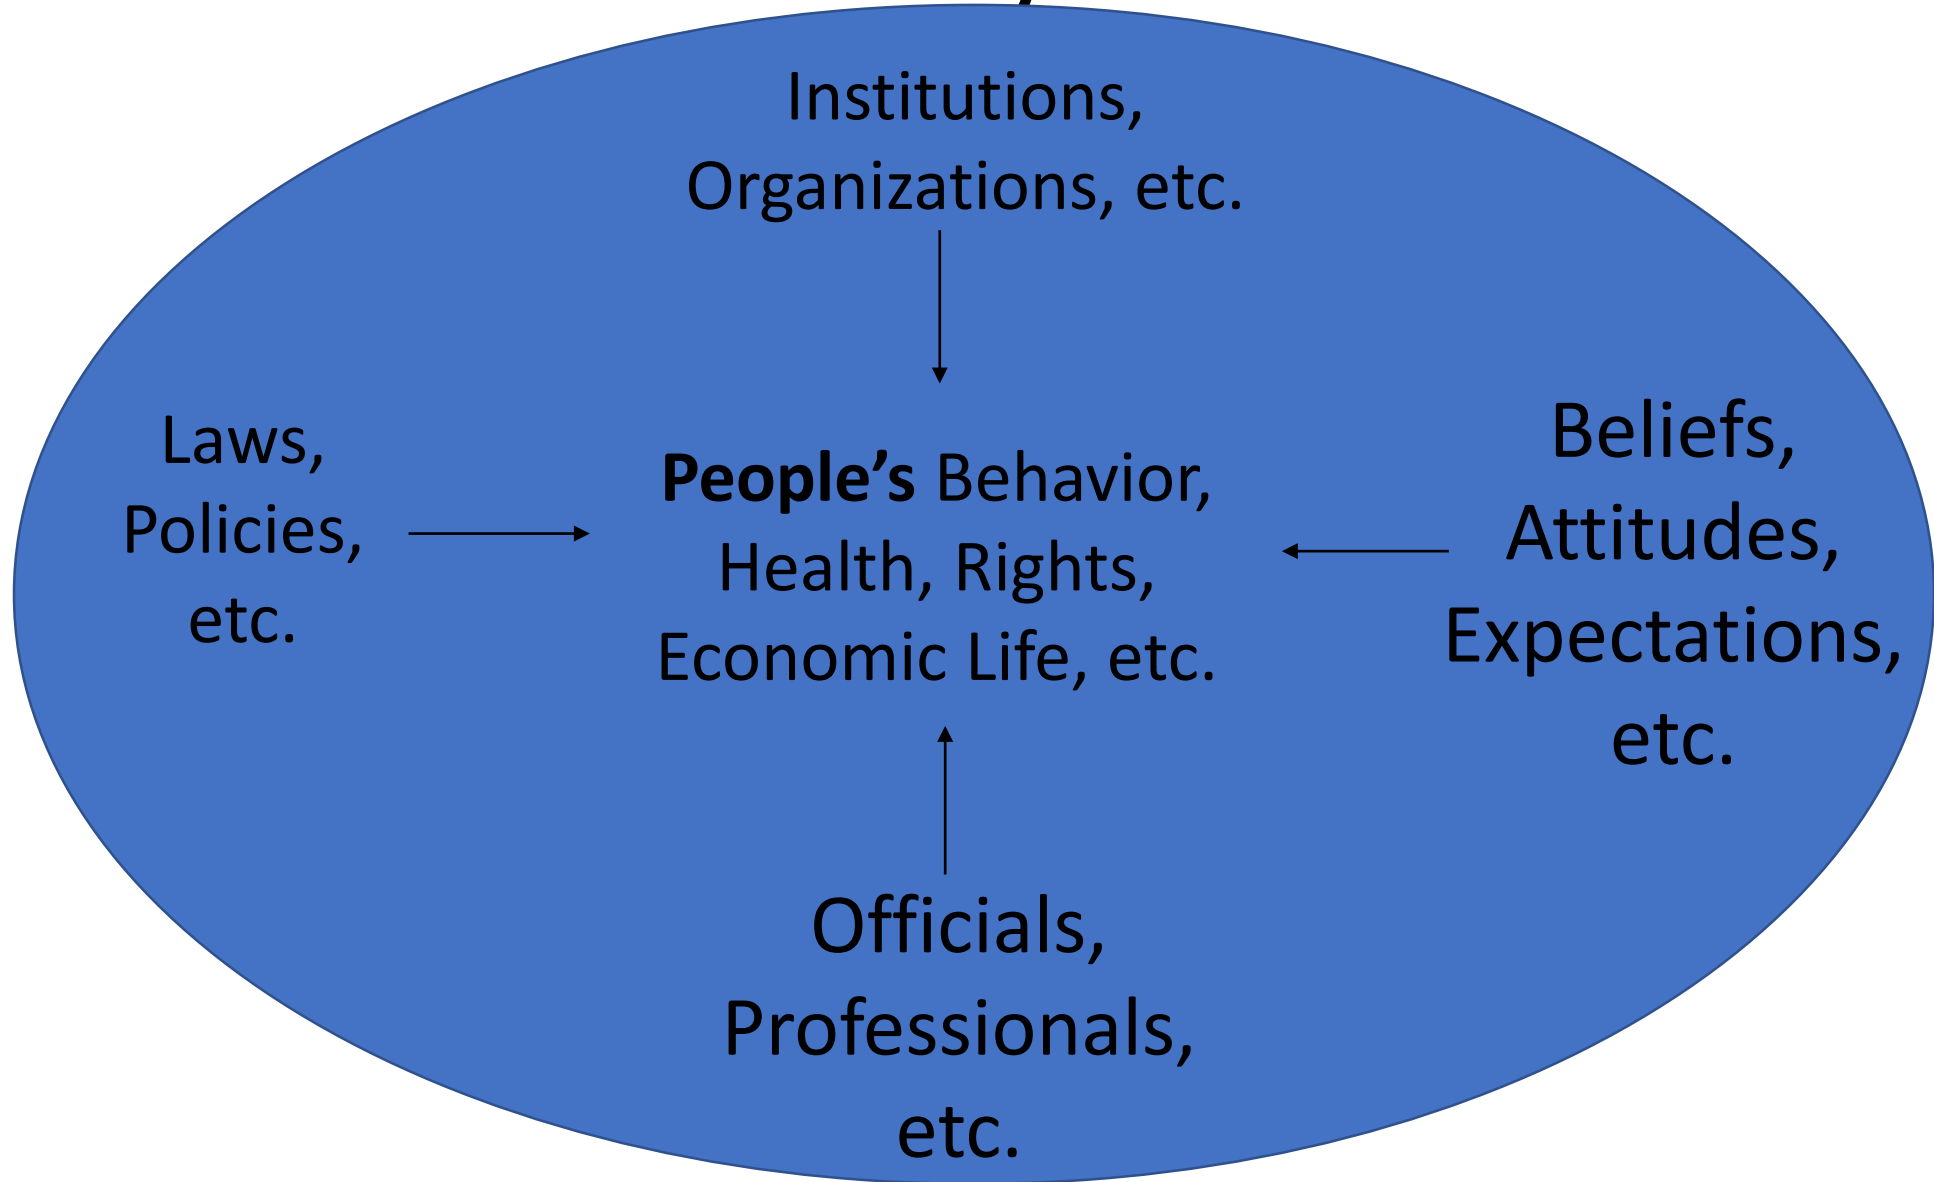 Institutions,
Organizations, etc.
Laws,
Policies,
etc.
People’s Behavior,
Health, Rights,
Economic Life, etc.
Beliefs,
Attitudes,
Expectations,
etc.
Officials,
Professionals,
etc.